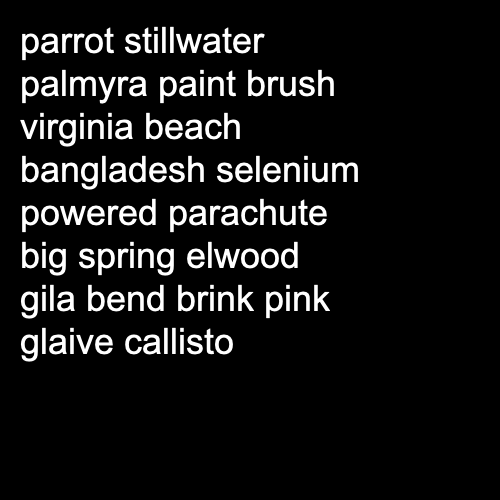 parrot stillwater
palmyra paint brush
virginia beach
bangladesh selenium
powered parachute
big spring elwood
gila bend brink pink
glaive callisto